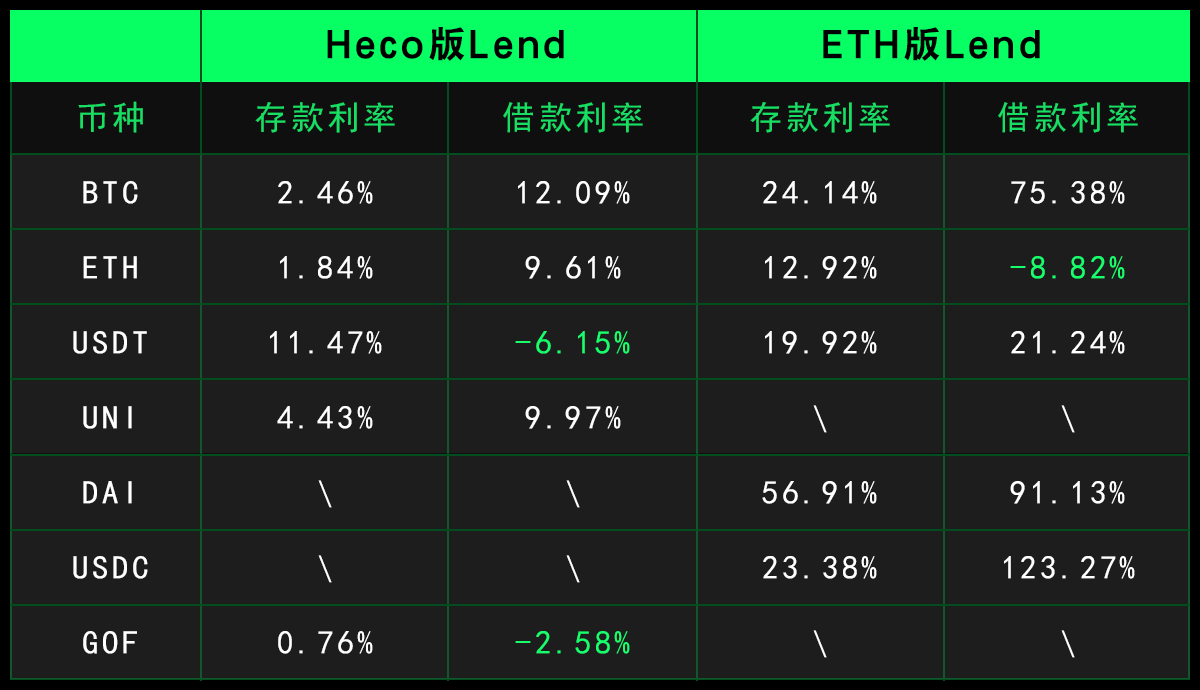 Heco版Lend ETH版Lend
币种 存款利率 借款利率 存款利率 借款利率
BTC 2.46% 12.09% 24.14% 75.38%
ETH 1.84% 9.61% 12.92% -8.82%
USDT 11.47% -6.15% 19.92% 21.24%
UNI 4.43% 9.97% \ \
DAI \ \ 56.91% 91.13%
USDC \ \ 23.38% 123.27%
GOF 0.76% -2.58% \ \